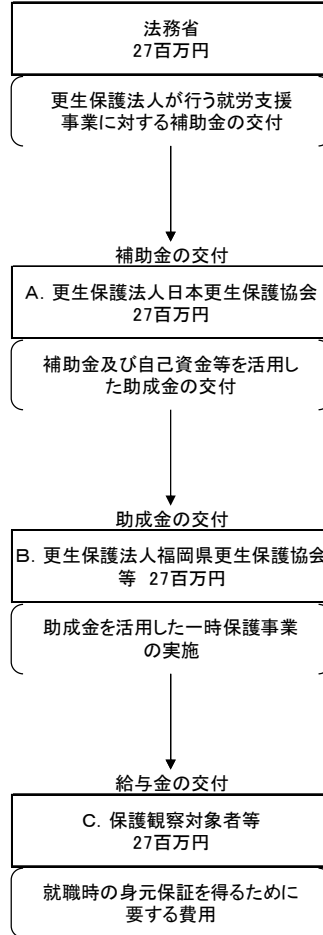 法務省
27百万円
更生保護法人が行う就労支援
事業に対する補助金の交付
補助金の交付
A. 更生保護法人日本更生保護協会
27百万円
補助金及び自己資金等を活用し
た助成金の交付
助成金の交付
B. 更生保護法人福岡県更生保護協会
等 27百万円
助成金を活用した一時保護事業
の実施
給与金の交付
C. 保護観察対象者等
27百万円
就職時の身元保証を得るために
要する費用